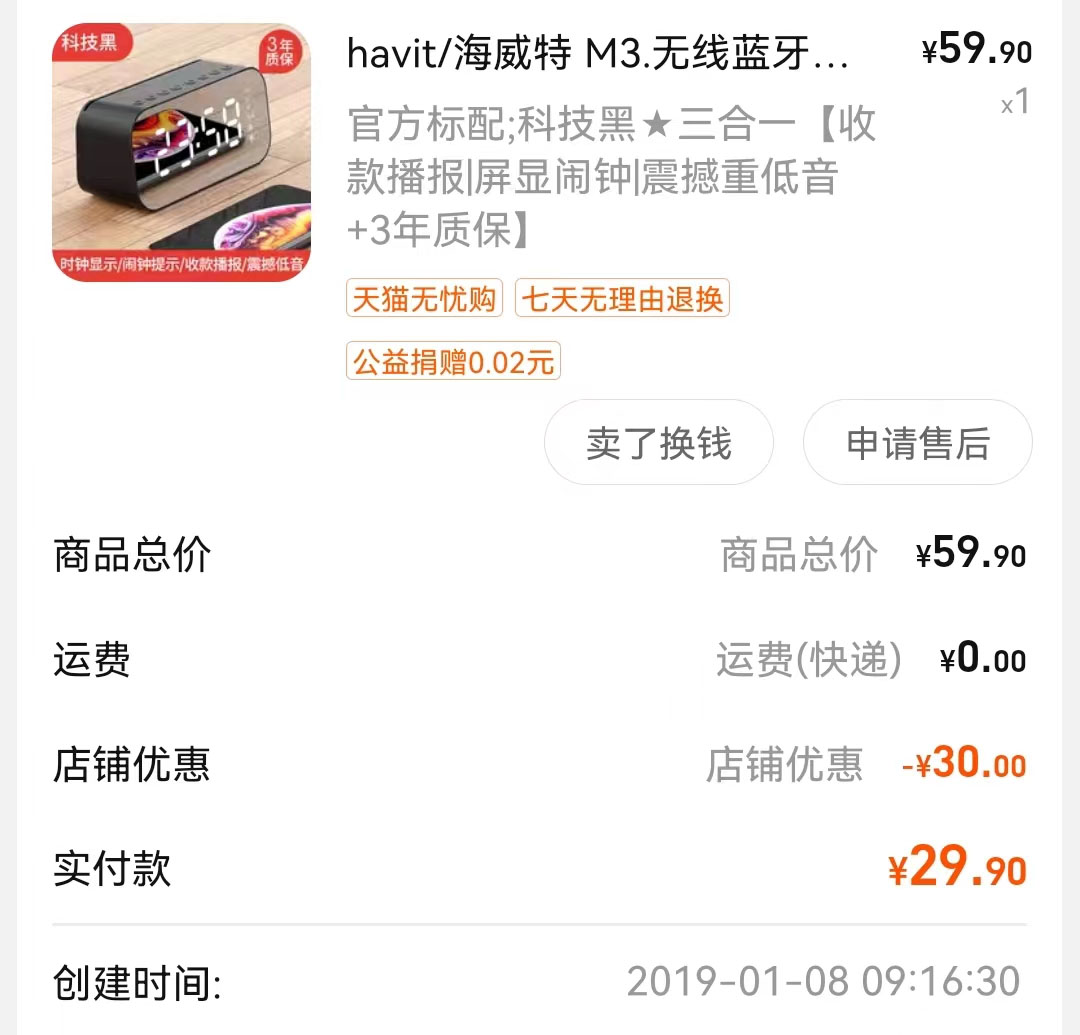 科技黑
3年
质保
23:58
时钟显示/闹钟提示/收款播报/震撼低音
havit/海威特 M3.无线蓝牙... ¥59.90
x1
官方标配;科技黑★三合一【收
款播报|屏显闹钟|震撼重低音
+3年质保】
天猫无忧购 七天无理由退换
公益捐赠0.02元
卖了换钱 申请售后
商品总价 商品总价 ¥59.90
运费 运费(快递) ¥0.00
店铺优惠 店铺优惠 -¥30.00
实付款 ¥29.90
创建时间: 2019-01-08 09:16:30